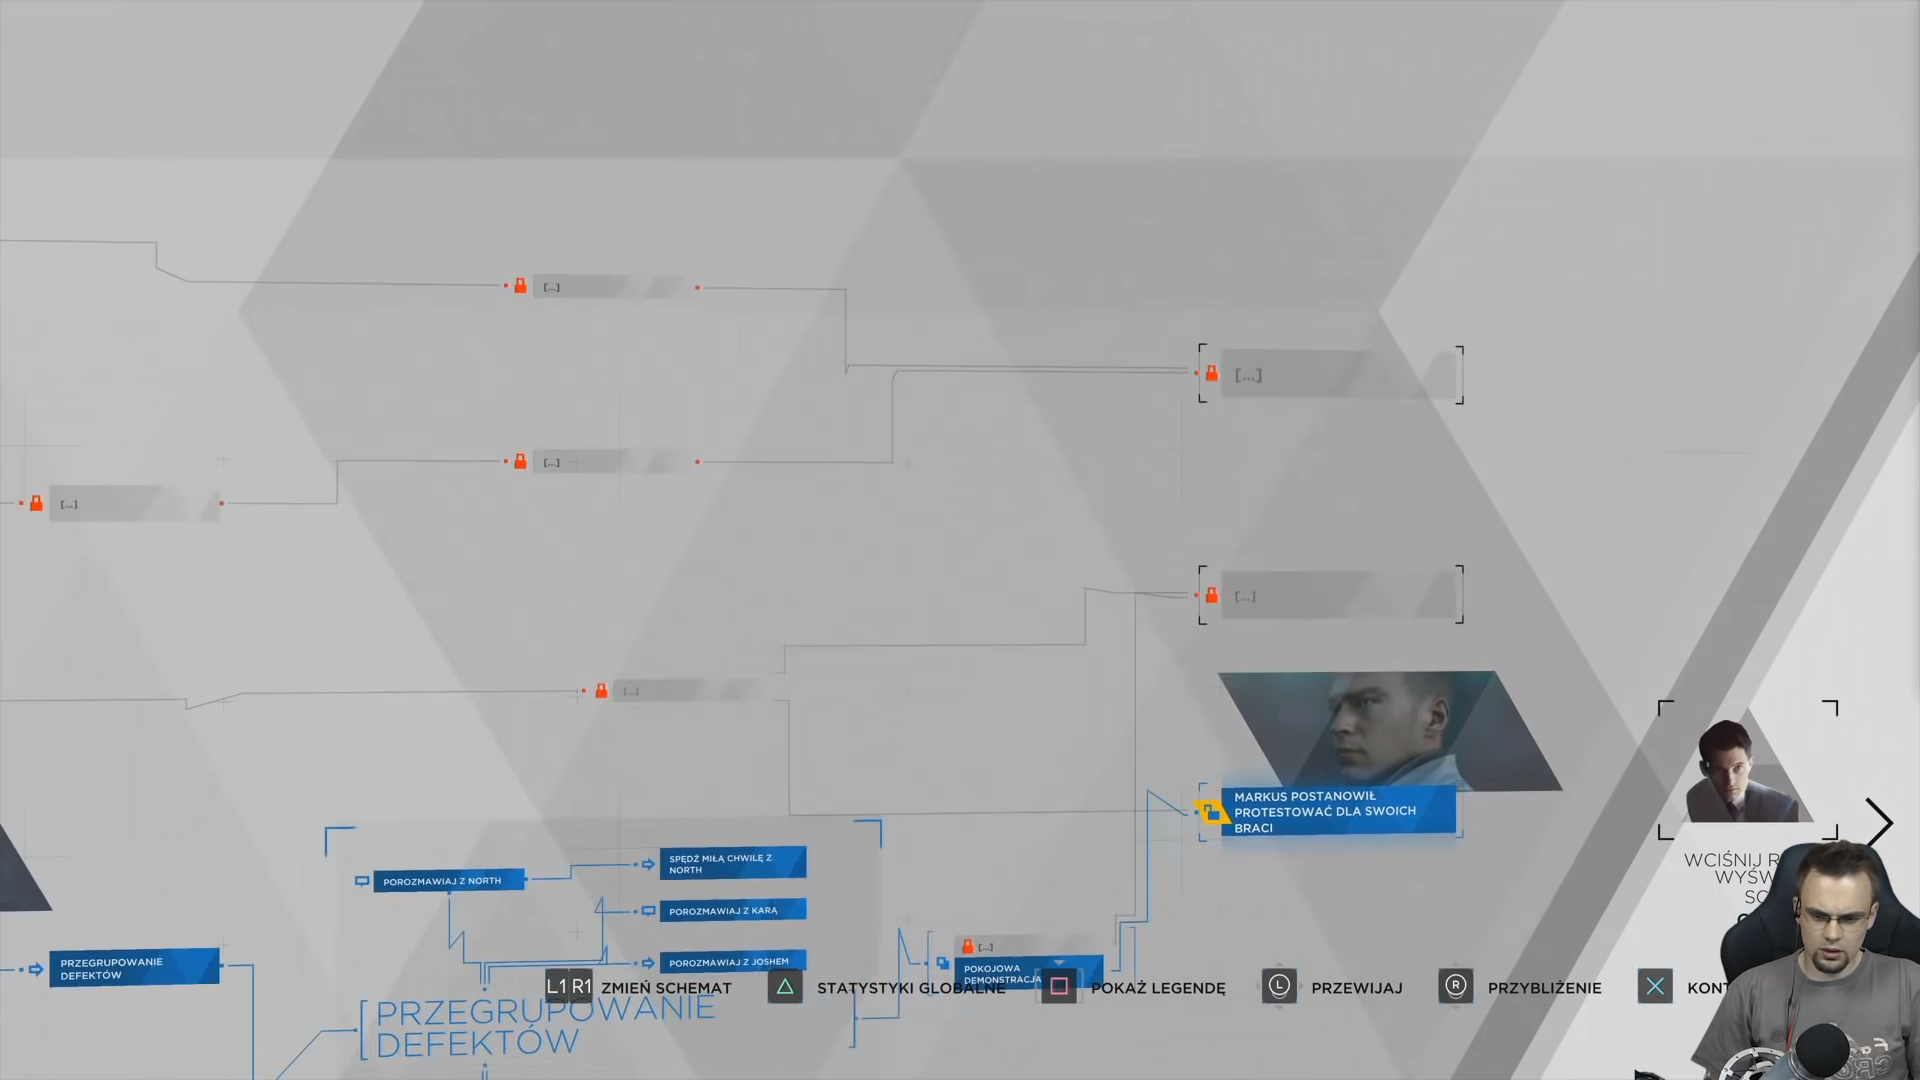 [...]
[...]
[...]
[...]
[...]
[...]
MARKUS POSTANOWIŁ
PROTESTOWAĆ DLA SWOICH
BRACI
SPĘDŹ MIŁĄ CHWILĘ Z
NORTH
POROZMAWIAJ Z NORTH
POROZMAWIAJ Z KARĄ
POROZMAWIAJ Z JOSHEM
[...]
POKOJOWA
DEMONSTRACJA
PRZEGRUPOWANIE
DEFEKTÓW
PRZEGRUPOWANIE
DEFEKTÓW
WCIŚNIJ R
L1 R1 ZMIEŃ SCHEMAT
STATYSTYKI GLOBALNE
POKAŻ LEGENDĘ
L PRZEWIJAJ
R PRZYBLIŻENIE